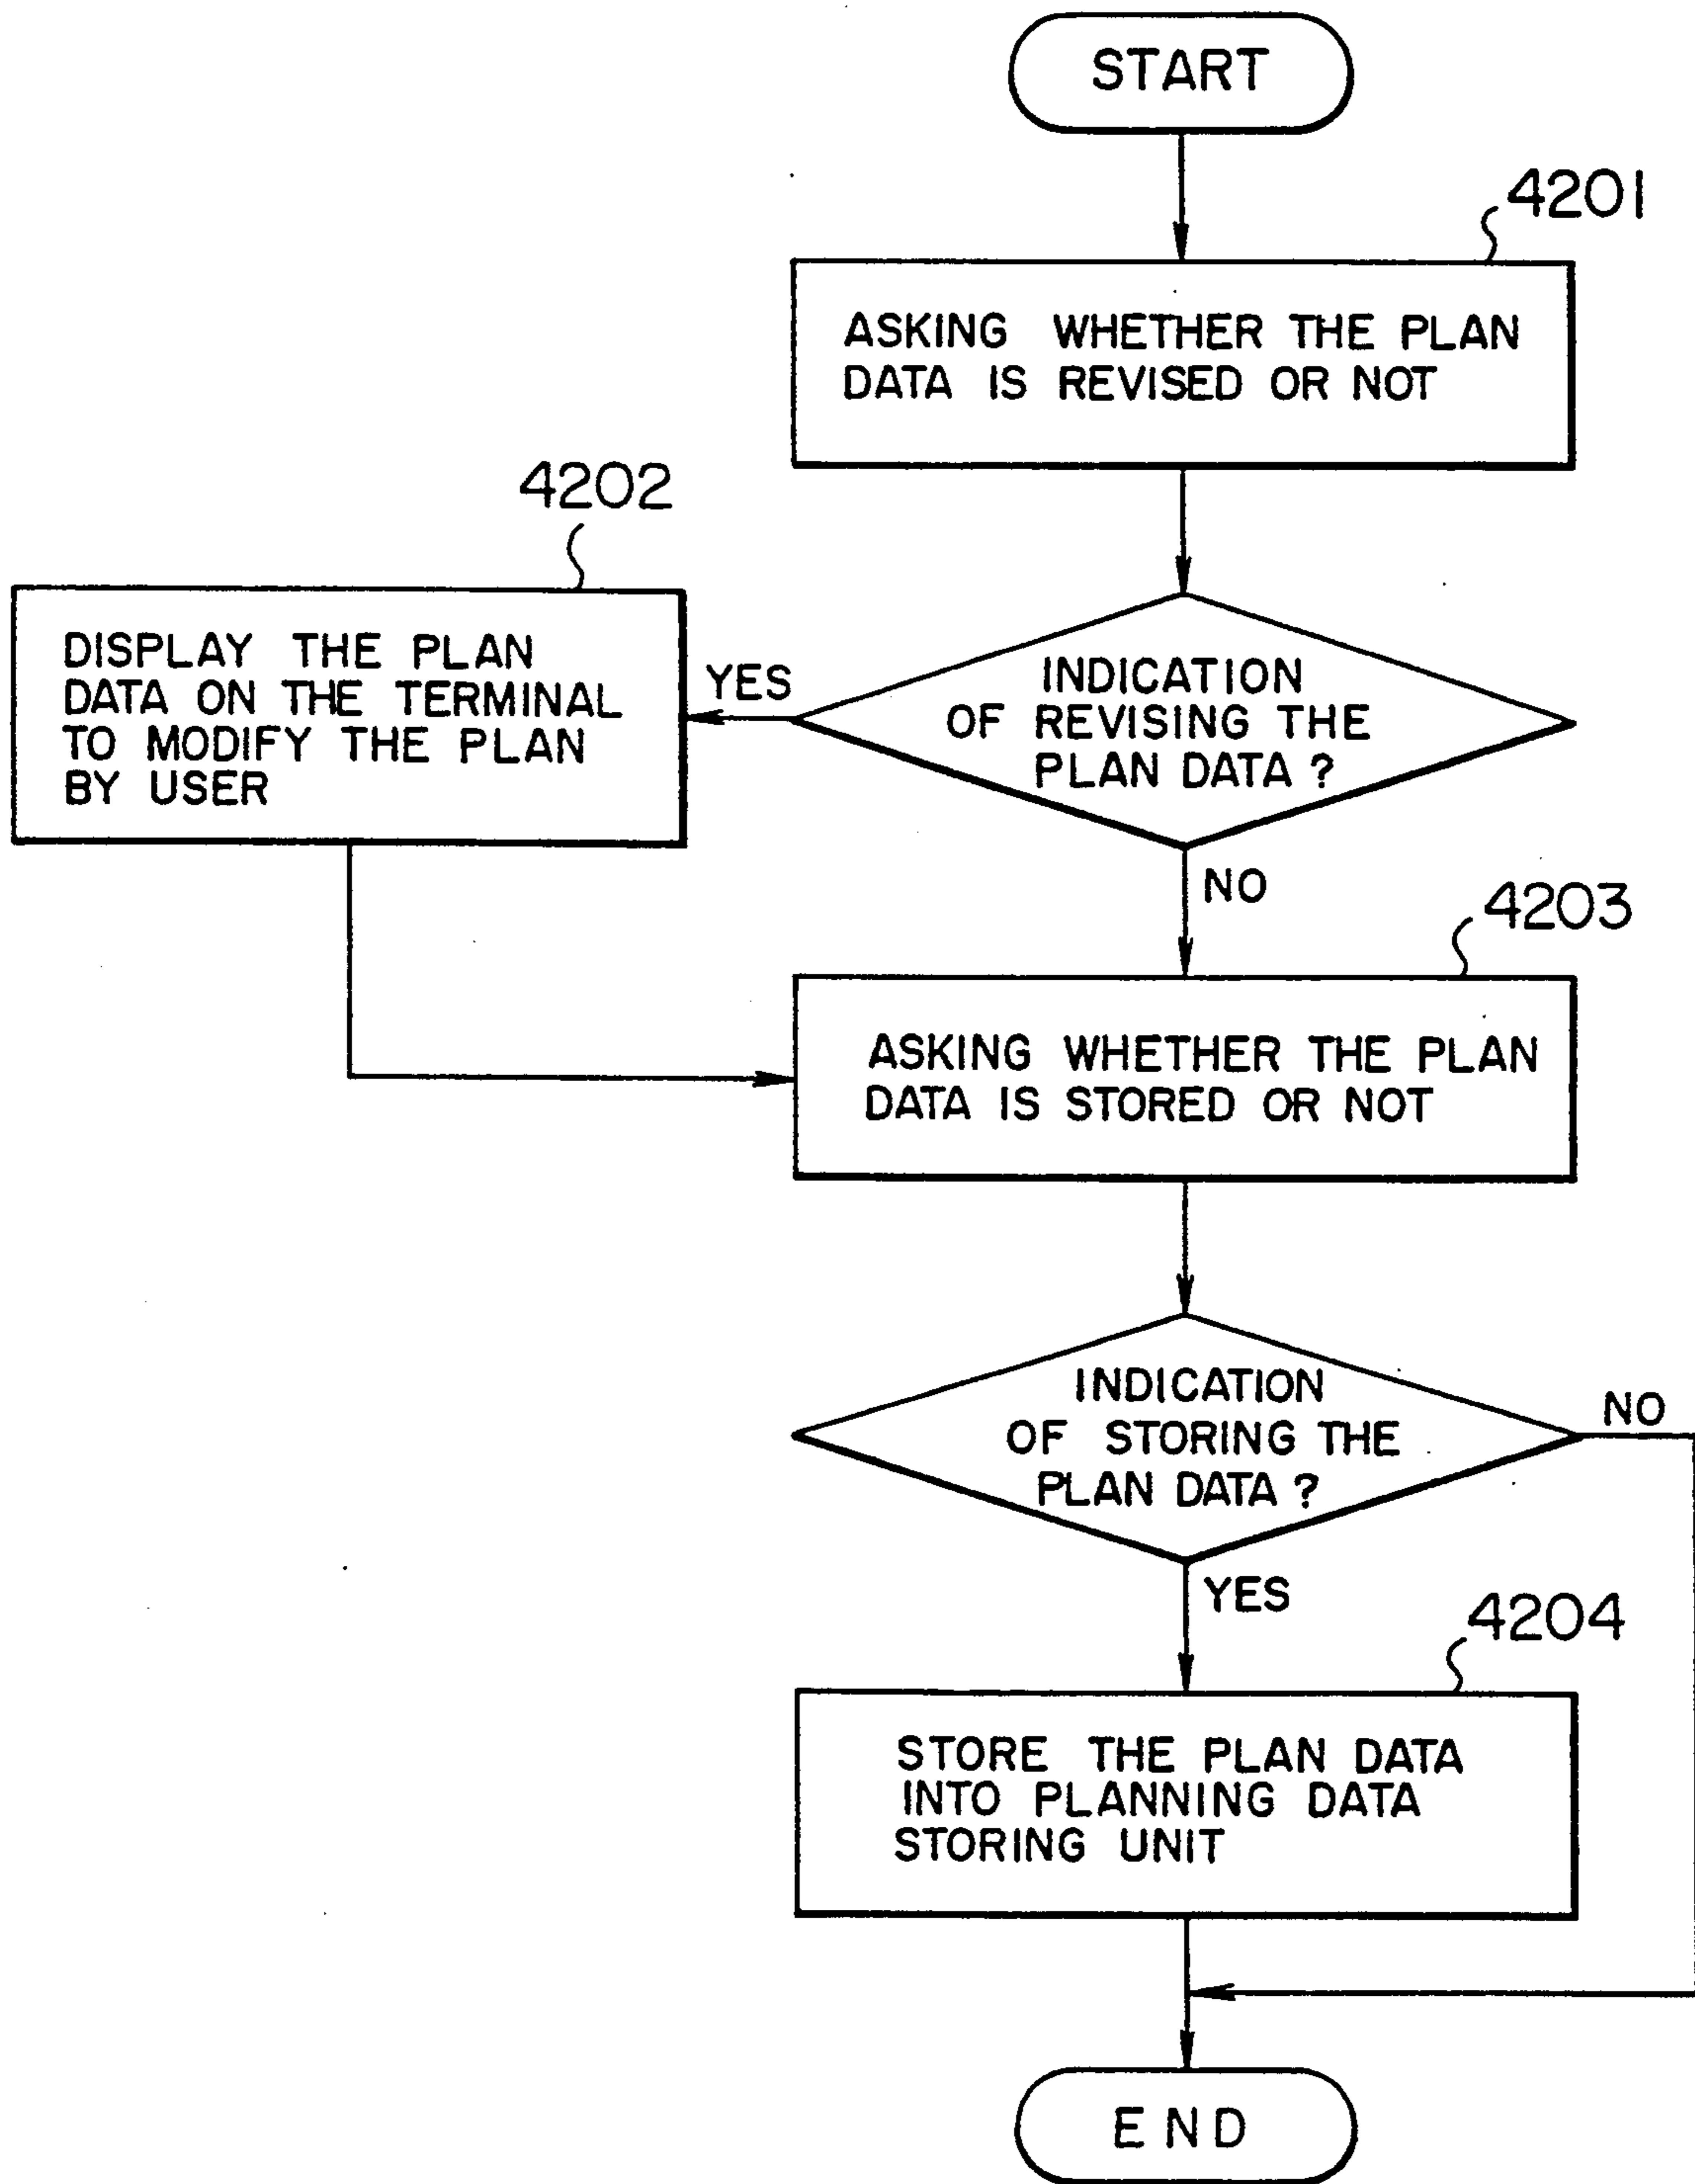 START
4201
ASKING WHETHER THE PLAN
DATA IS REVISED OR NOT
4202
DISPLAY THE PLAN
DATA ON THE TERMINAL
TO MODIFY THE PLAN
BY USER
YES
INDICATION
OF REVISING THE
PLAN DATA ?
NO
4203
ASKING WHETHER THE PLAN
DATA IS STORED OR NOT
INDICATION
OF STORING THE
PLAN DATA ?
NO
YES
4204
STORE THE PLAN DATA
INTO PLANNING DATA
STORING UNIT
END